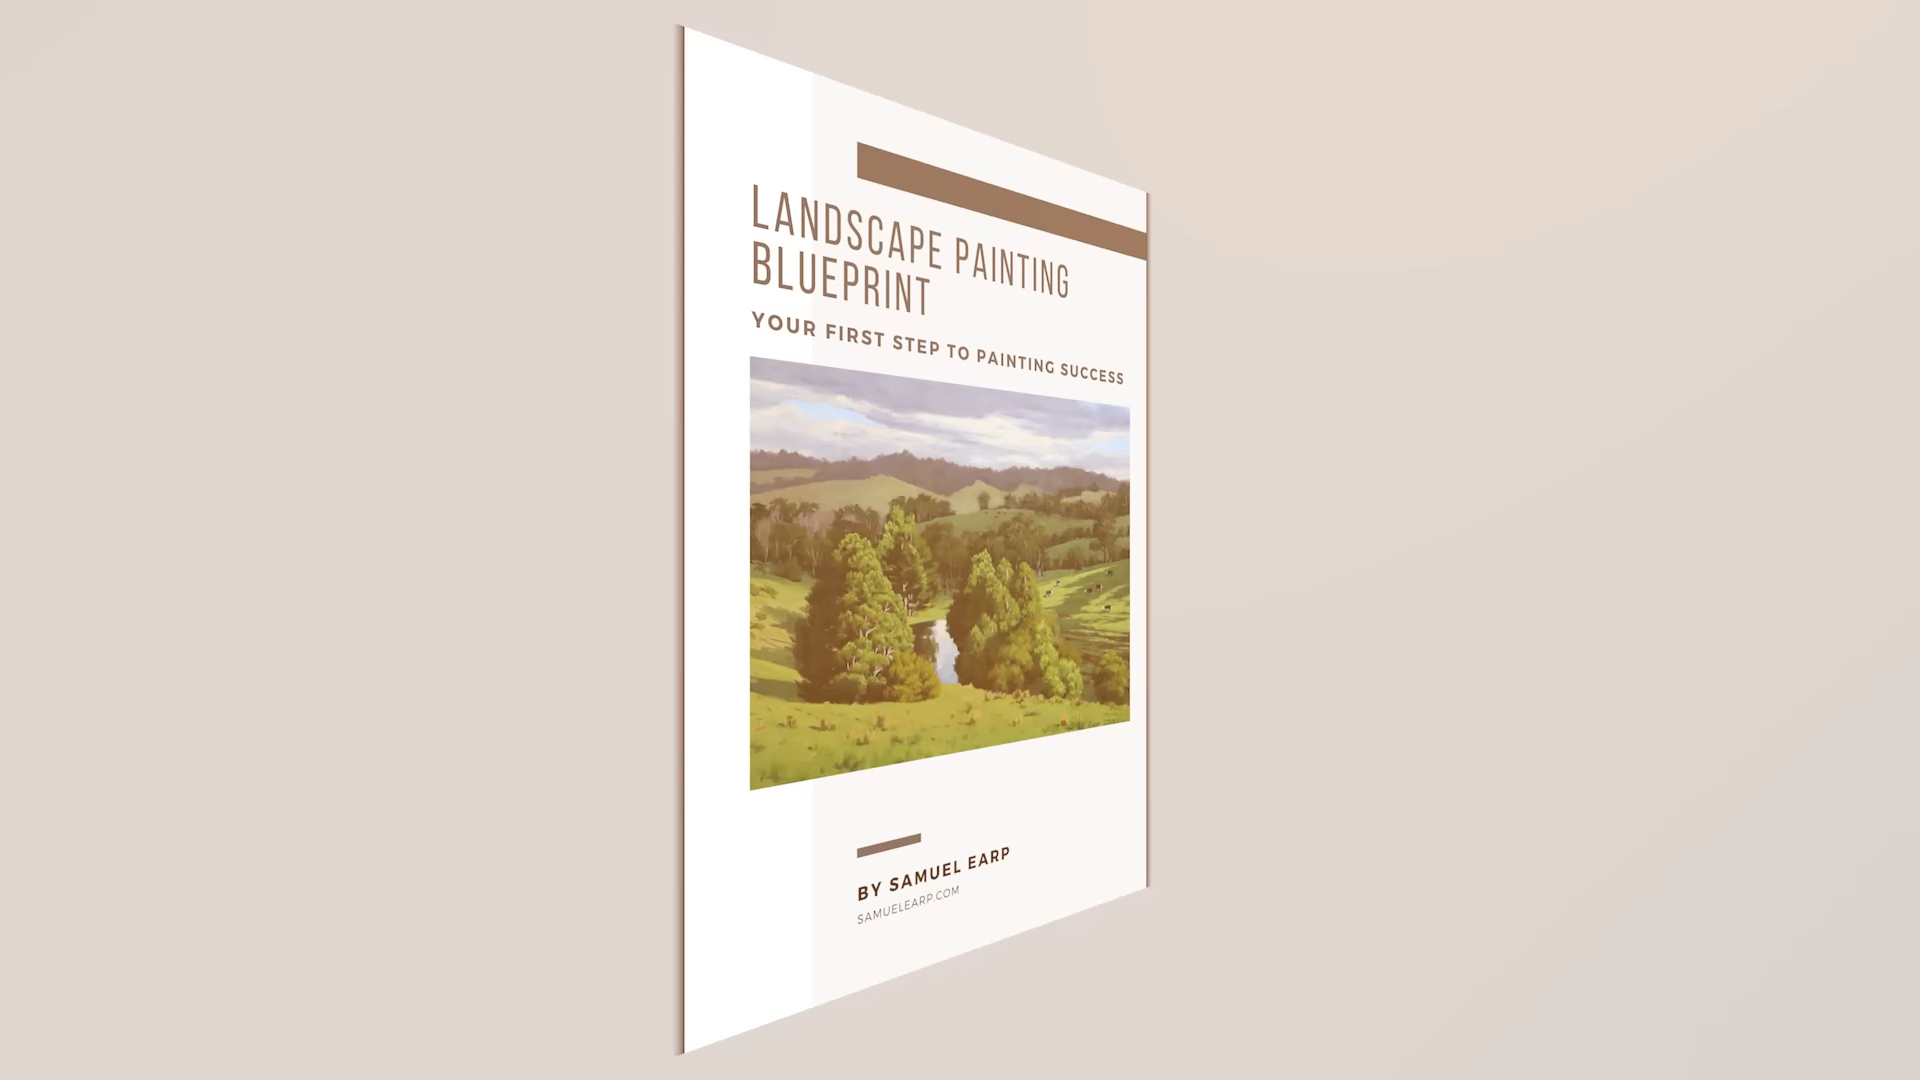 LANDSCAPE PAINTING
BLUEPRINT
YOUR FIRST STEP TO PAINTING SUCCESS
BY SAMUEL EARP
SAMUELEARP.COM